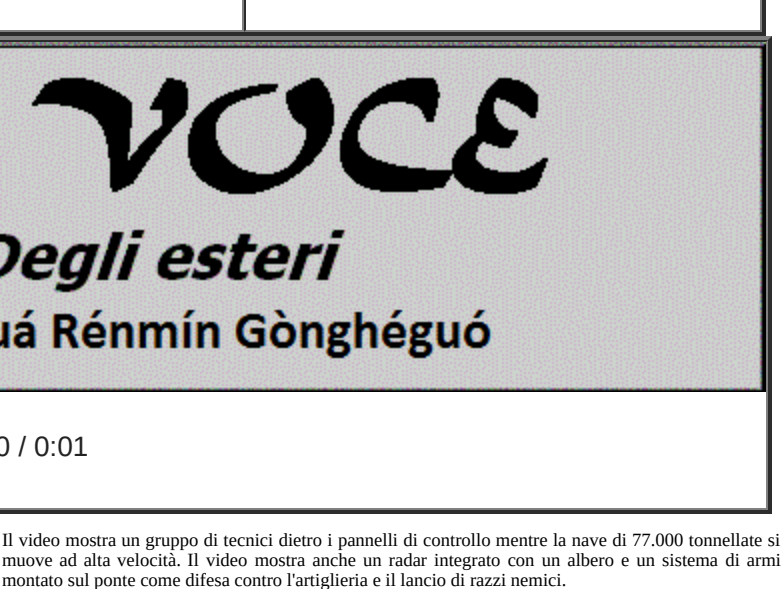 VOCE
Degli esteri
uá Rénmín Gònghéguó
0 / 0:01
Il video mostra un gruppo di tecnici dietro i pannelli di controllo mentre la nave di 77.000 tonnellate si
muove ad alta velocità. Il video mostra anche un radar integrato con un albero e un sistema di armi
montato sul ponte come difesa contro l'artiglieria e il lancio di razzi nemici.